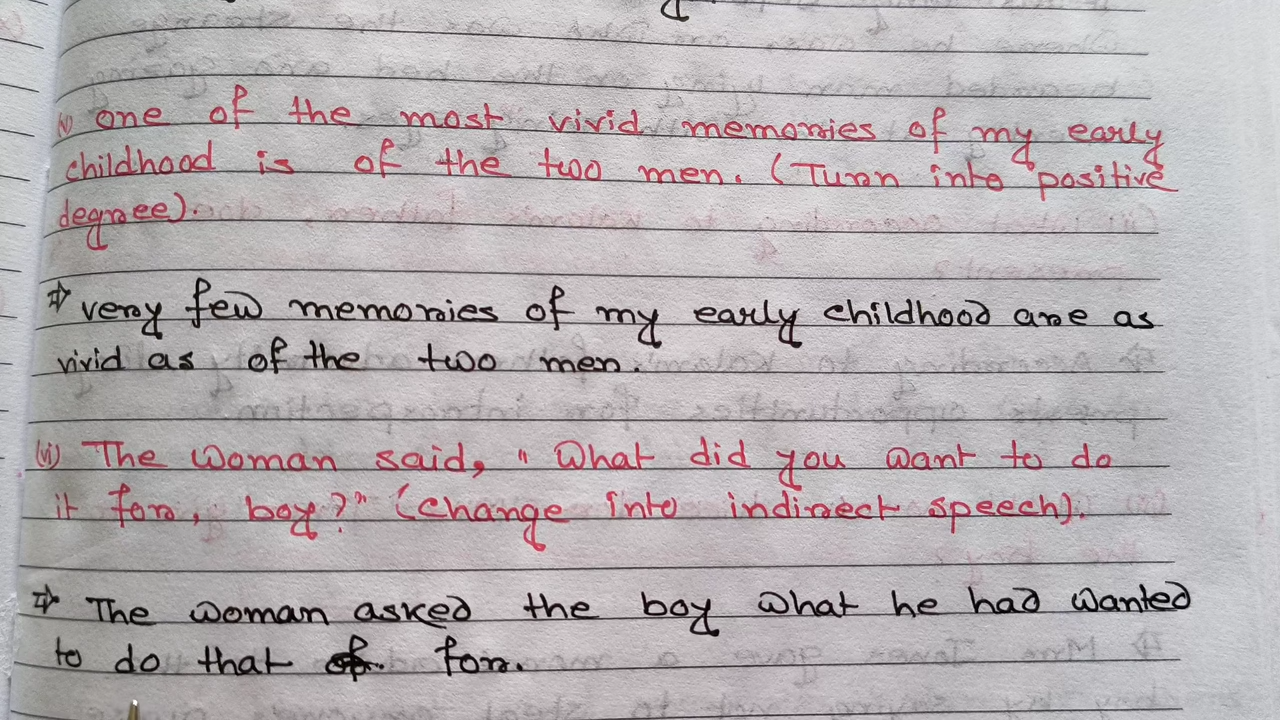 (v) one of the most vivid memories of my early
childhood is of the two men. (Turn into positive
degree).
⇒ very few memories of my early childhood are as
vivid as of the two men.
(vi) The woman said, "What did you want to do
it for, boy?" (change into indirect speech).
⇒ The woman asked the boy what he had wanted
to do that for.